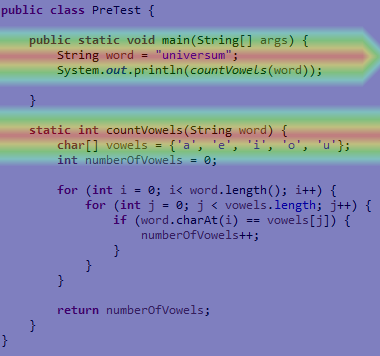 public class PreTest {
public static void main(String[] args) {
String word = "universum";
System.out.println(countVowels(word));
}
static int countVowels(String word) {
char[] vowels = {'a', 'e', 'i', 'o', 'u'};
int numberOfVowels = 0;
for (int i = 0; i< word.length(); i++) {
for (int j = 0; j < vowels.length; j++) {
if (word.charAt(i) == vowels[j]) {
numberOfVowels++;
}
}
}
return numberOfVowels;
}
}